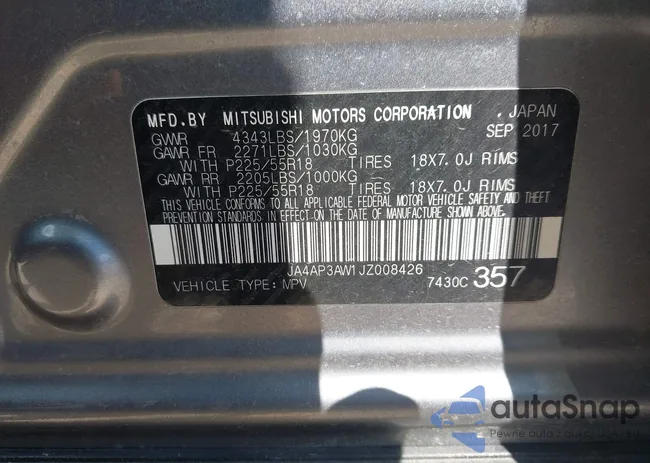 MFD.BY MITSUBISHI MOTORS CORPORATION , JAPAN
GVWR 4343LBS/1970KG SEP 2017
GAWR FR 2271LBS/1030KG
WITH P225/55R18 TIRES 18X7.0J RIMS
GAWR RR 2205LBS/1000KG
WITH P225/55R18 TIRES 18X7.0J RIMS
THIS VEHICLE CONFORMS TO ALL APPLICABLE FEDERAL MOTOR VEHICLE SAFETY AND THEFT
PREVENTION STANDARDS IN EFFECT ON THE DATE OF MANUFACTURE SHOWN ABOVE.
JA4AP3AW1JZ008426
VEHICLE TYPE: MPV 7430C 357
autaSnap
Pewne auta z